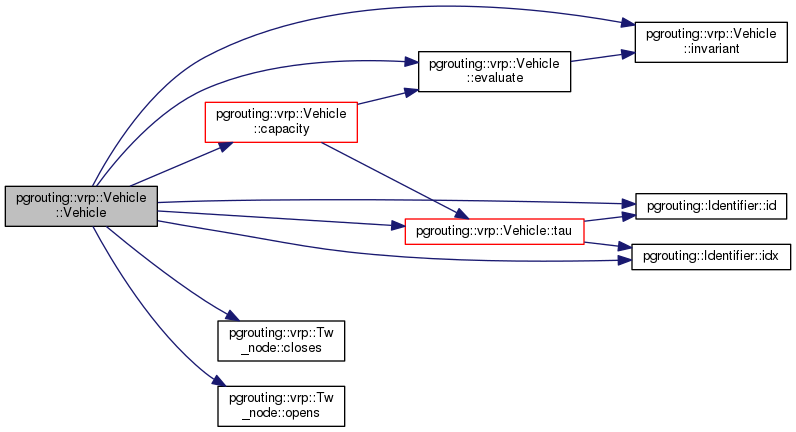 pgrouting::vrp::Vehicle
::invariant
pgrouting::vrp::Vehicle
::evaluate
pgrouting::vrp::Vehicle
::capacity
pgrouting::vrp::Vehicle
::Vehicle
pgrouting::Identifier::id
pgrouting::vrp::Vehicle::tau
pgrouting::Identifier::idx
pgrouting::vrp::Tw
_node::closes
pgrouting::vrp::Tw
_node::opens